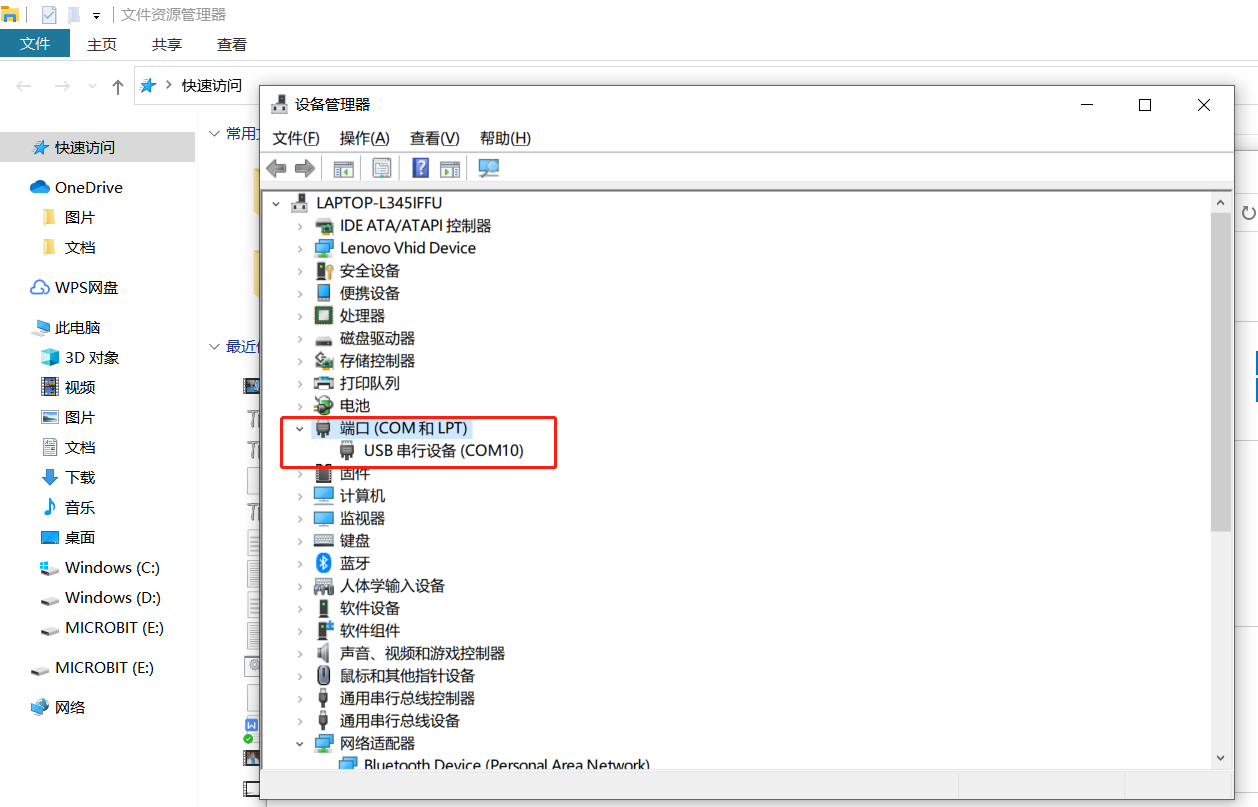 文件资源管理器
文件 主页 共享 查看
快速访问
快速访问
OneDrive
图片
文档
WPS网盘
此电脑
3D 对象
视频
图片
文档
下载
音乐
桌面
Windows (C:)
Windows (D:)
MICROBIT (E:)
MICROBIT (E:)
网络
常用
最近
设备管理器
文件(F) 操作(A) 查看(V) 帮助(H)
LAPTOP-L345IFFU
IDE ATA/ATAPI 控制器
Lenovo Vhid Device
安全设备
便携设备
处理器
磁盘驱动器
存储控制器
打印队列
电池
端口 (COM 和 LPT)
USB 串行设备 (COM10)
固件
计算机
监视器
键盘
蓝牙
人体学输入设备
软件设备
软件组件
声音、视频和游戏控制器
鼠标和其他指针设备
通用串行总线控制器
通用串行总线设备
网络适配器
Bluetooth Device (Personal Area Network)